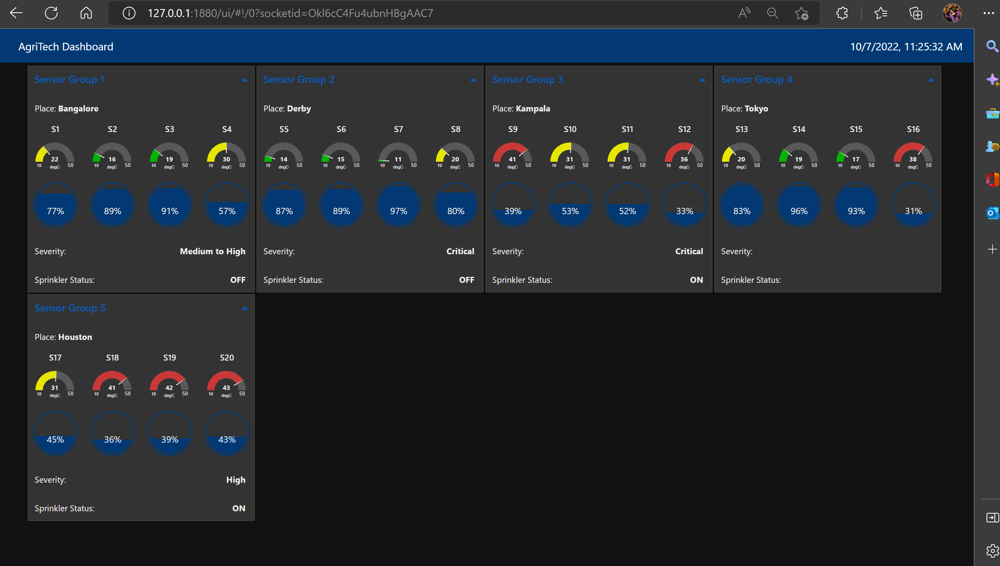 127.0.0.1:1880/ui/#!/0?socketid=Okl6cC4Fu4ubnHBgAAC7
AgriTech Dashboard
10/7/2022, 11:25:32 AM
Sensor Group 1
Place: Bangalore
S1 S2 S3 S4
22 16 19 30
10 degC 50 10 degC 50 10 degC 50 10 degC 50
77% 89% 91% 57%
Severity: Medium to High
Sprinkler Status: OFF
Sensor Group 2
Place: Derby
S5 S6 S7 S8
14 15 11 20
10 degC 50 10 degC 50 10 degC 50 10 degC 50
87% 89% 97% 80%
Severity: Critical
Sprinkler Status: OFF
Sensor Group 3
Place: Kampala
S9 S10 S11 S12
41 31 31 36
10 degC 50 10 degC 50 10 degC 50 10 degC 50
39% 53% 52% 33%
Severity: Critical
Sprinkler Status: ON
Sensor Group 4
Place: Tokyo
S13 S14 S15 S16
20 19 17 38
10 degC 50 10 degC 50 10 degC 50 10 degC 50
83% 96% 93% 31%
Severity:
Sprinkler Status:
Sensor Group 5
Place: Houston
S17 S18 S19 S20
31 41 42 43
10 degC 50 10 degC 50 10 degC 50 10 degC 50
45% 36% 39% 43%
Severity: High
Sprinkler Status: ON